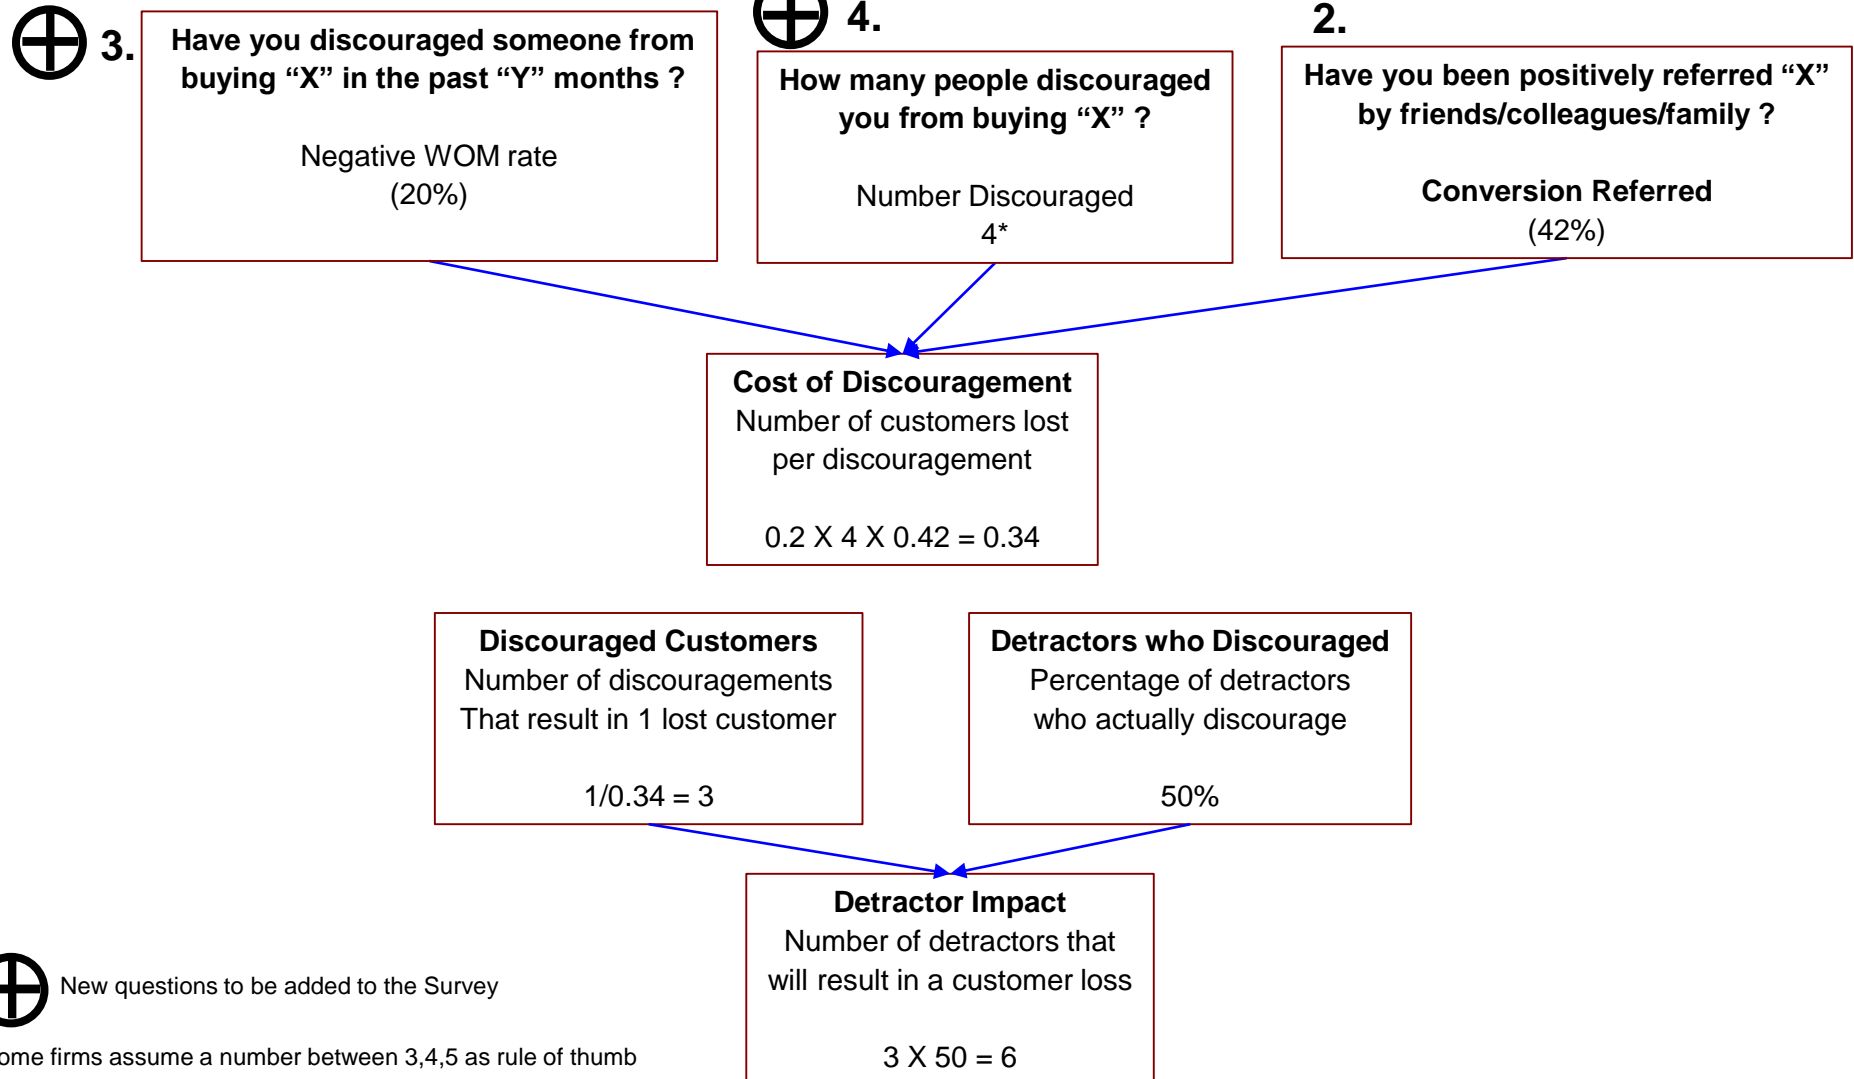 3.
Have you discouraged someone from
buying “X” in the past “Y” months ?
Negative WOM rate
(20%)
4.
How many people discouraged
you from buying “X” ?
Number Discouraged
4*
2.
Have you been positively referred “X”
by friends/colleagues/family ?
Conversion Referred
(42%)
Cost of Discouragement
Number of customers lost
per discouragement
0.2 X 4 X 0.42 = 0.34
Discouraged Customers
Number of discouragements
That result in 1 lost customer
1/0.34 = 3
Detractors who Discouraged
Percentage of detractors
who actually discourage
50%
Detractor Impact
Number of detractors that
will result in a customer loss
3 X 50 = 6
New questions to be added to the Survey
ome firms assume a number between 3,4,5 as rule of thumb